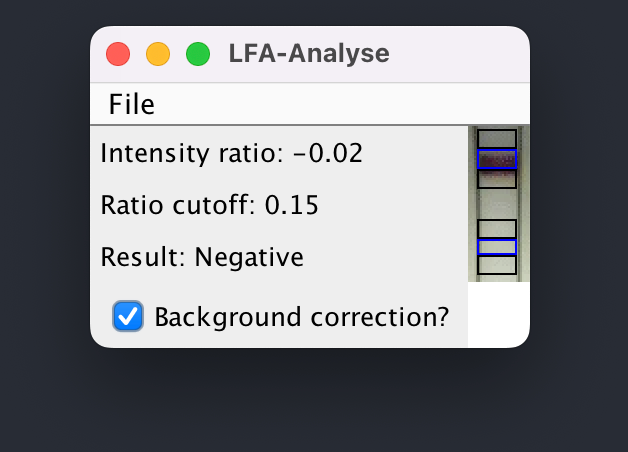 LFA-Analyse
File
Intensity ratio: -0.02
Ratio cutoff: 0.15
Result: Negative
Background correction?